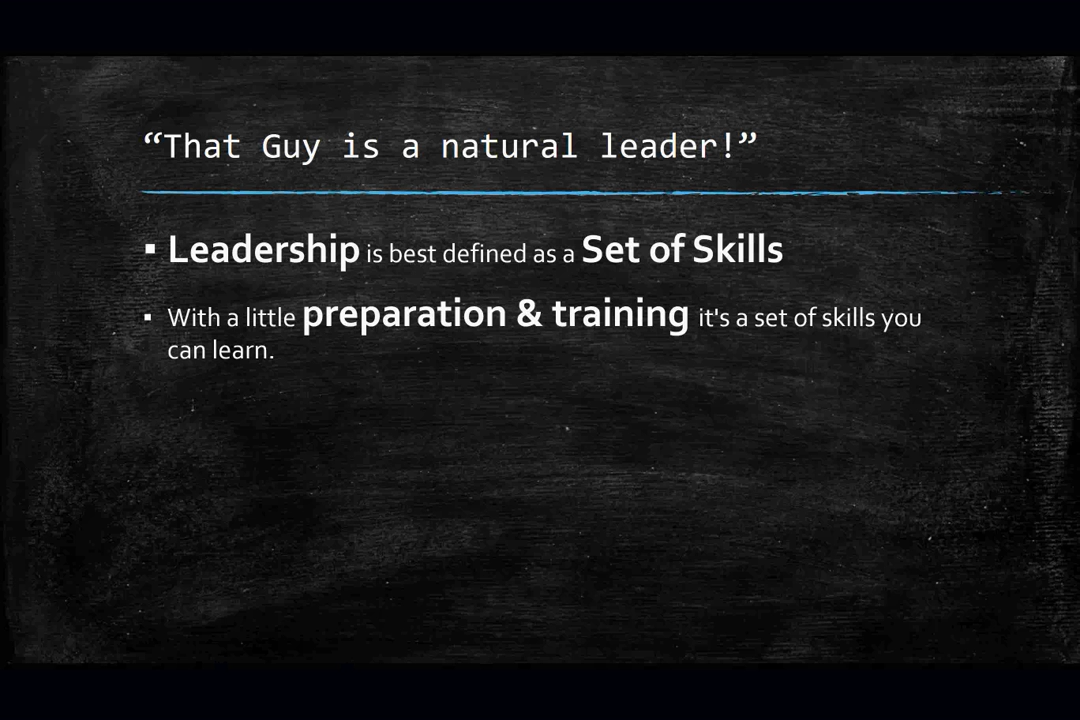 “That Guy is a natural leader!”
▪ Leadership is best defined as a Set of Skills
▪ With a little preparation & training it's a set of skills you
can learn.